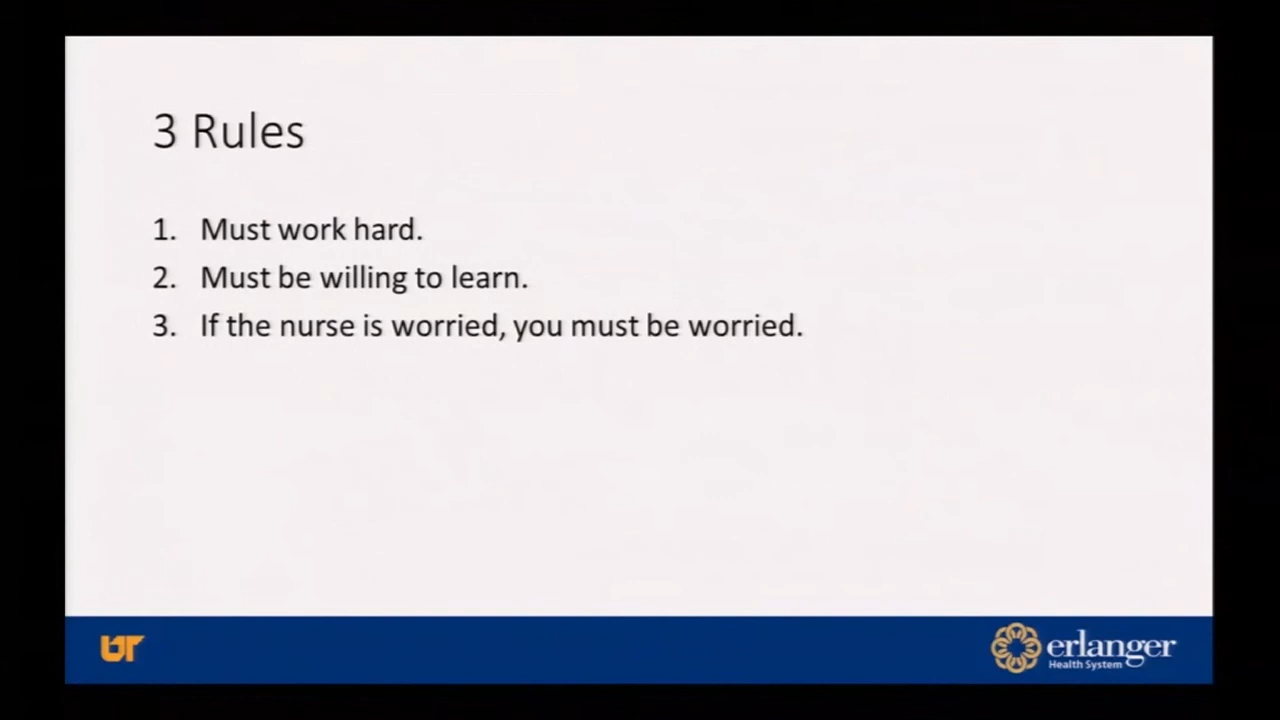 3 Rules
1. Must work hard.
2. Must be willing to learn.
3. If the nurse is worried, you must be worried.
UT
erlanger
Health System